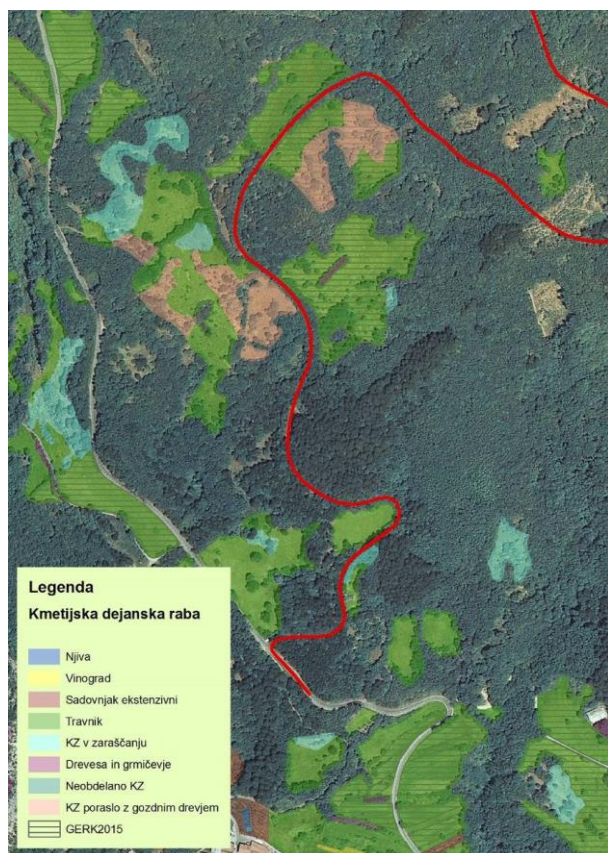 Legenda
Kmetijska dejanska raba
Njiva
Vinograd
Sadovnjak ekstenzivni
Travnik
KZ v zaraščanju
Drevesa in grmičevje
Neobdelano KZ
KZ poraslo z gozdnim drevjem
GERK2015